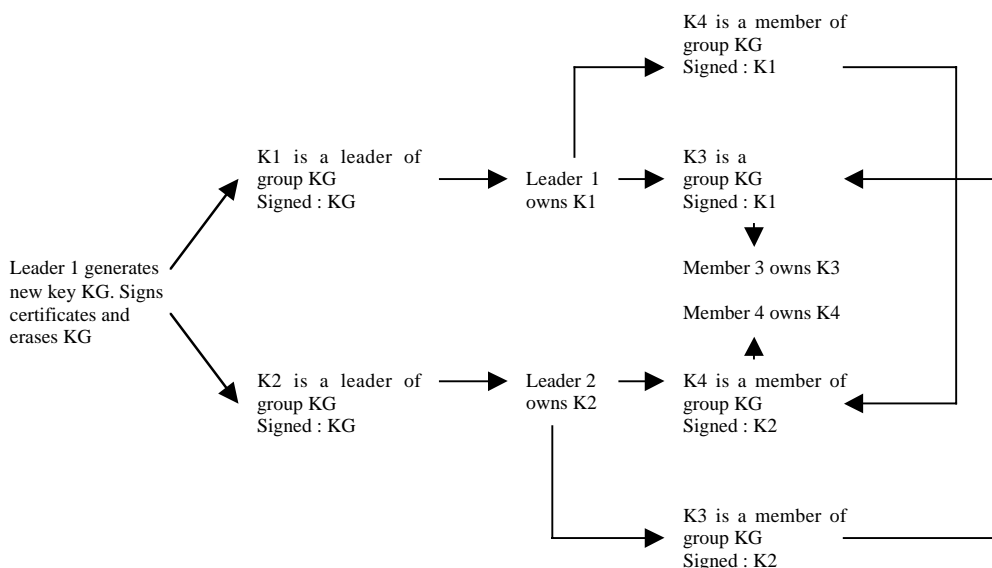 K4 is a member of
group KG
Signed : K1
K1 is a leader of
group KG
Signed : KG
Leader 1
owns K1
K3 is a
group KG
Signed : K1
Leader 1 generates
new key KG. Signs
certificates and
erases KG
Member 3 owns K3
Member 4 owns K4
K2 is a leader of
group KG
Signed : KG
Leader 2
owns K2
K4 is a member of
group KG
Signed : K2
K3 is a member of
group KG
Signed : K2